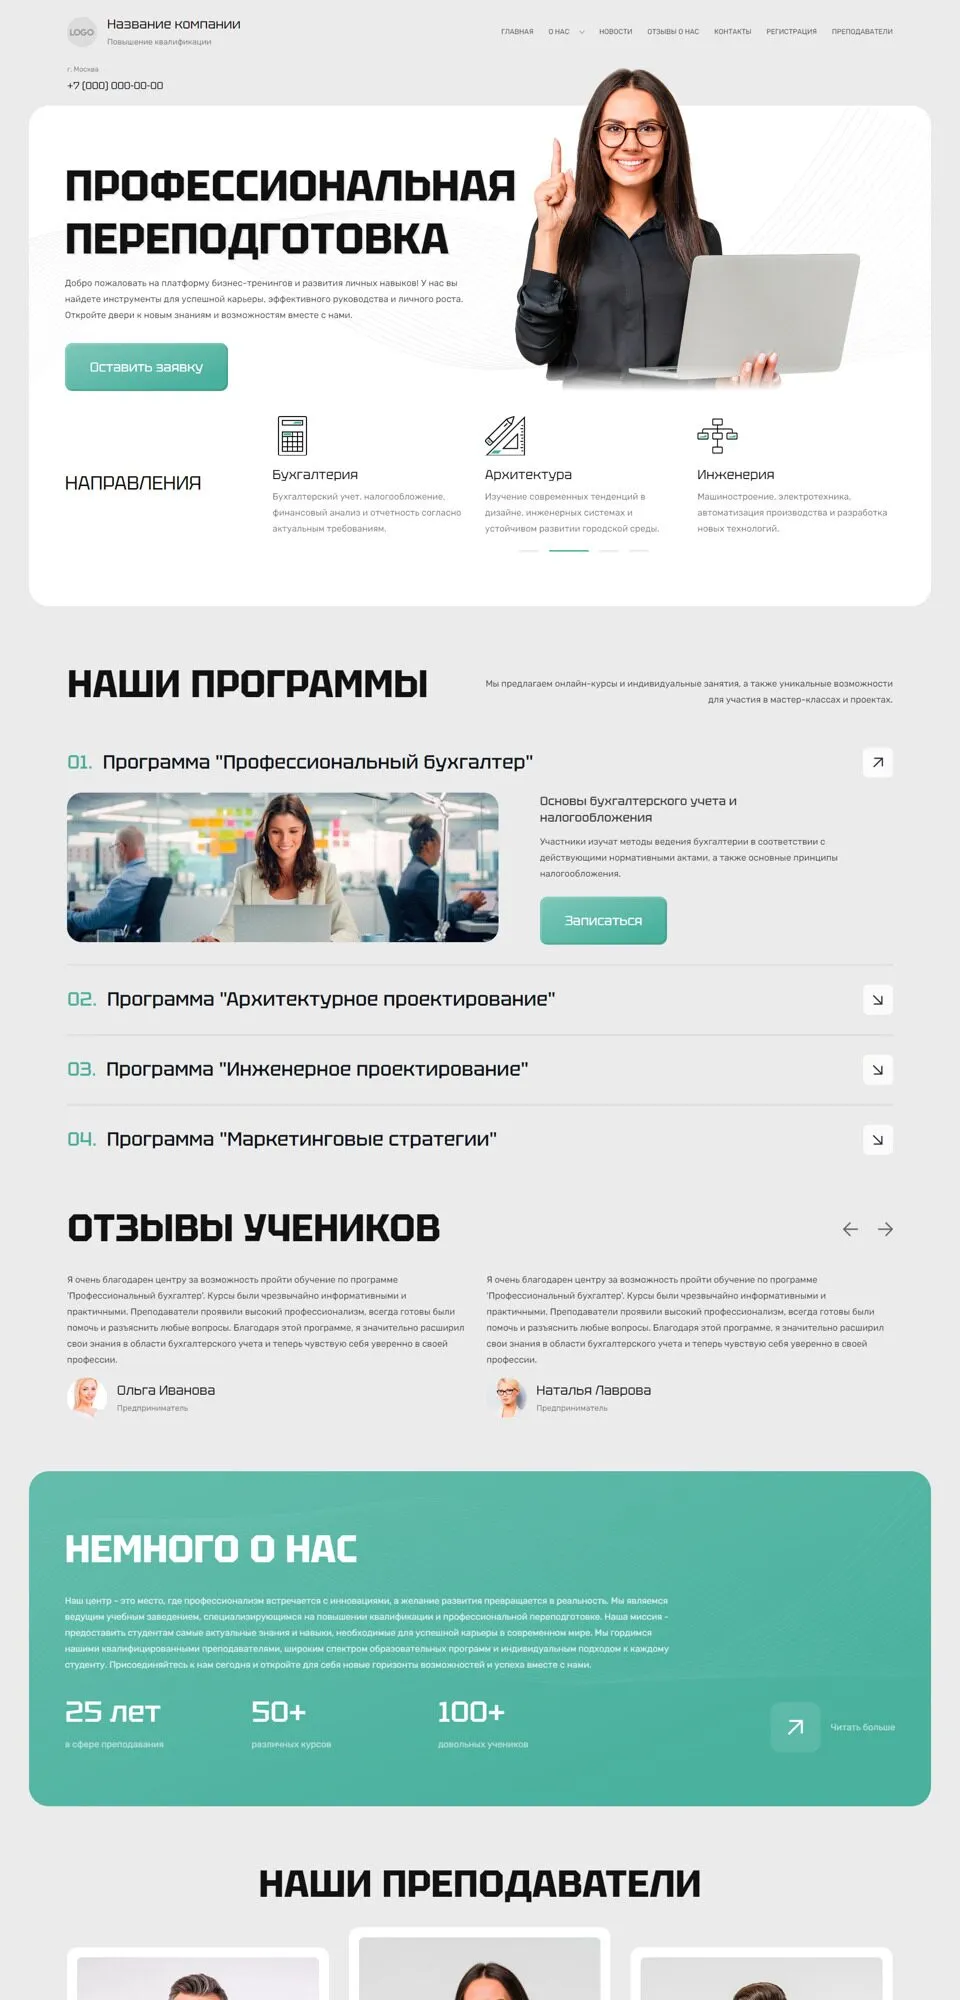 LOGO
Название компании
Повышение квалификации
ГЛАВНАЯ О НАС НОВОСТИ ОТЗЫВЫ О НАС КОНТАКТЫ РЕГИСТРАЦИЯ ПРЕПОДАВАТЕЛИ
г. Москва
+7 (000) 000-00-00
ПРОФЕССИОНАЛЬНАЯ
ПЕРЕПОДГОТОВКА
Добро пожаловать на платформу бизнес-тренингов и развития личных навыков! У нас вы
найдете инструменты для успешной карьеры, эффективного руководства и личного роста.
Откройте двери к новым знаниям и возможностям вместе с нами.
Оставить заявку
НАПРАВЛЕНИЯ
Бухгалтерия
Бухгалтерский учет, налогообложение,
финансовый анализ и отчетность согласно
актуальным требованиям.
Архитектура
Изучение современных тенденций в
дизайне, инженерных системах и
устойчивом развитии городской среды.
Инженерия
Машиностроение, электротехника,
автоматизация производства и разработка
новых технологий.
НАШИ ПРОГРАММЫ
Мы предлагаем онлайн-курсы и индивидуальные занятия, а также уникальные возможности
для участия в мастер-классах и проектах.
01. Программа "Профессиональный бухгалтер"
Основы бухгалтерского учета и
налогообложения
Участники изучат методы ведения бухгалтерии в соответствии с
действующими нормативными актами, а также основные принципы
налогообложения.
Записаться
02. Программа "Архитектурное проектирование"
03. Программа "Инженерное проектирование"
04. Программа "Маркетинговые стратегии"
ОТЗЫВЫ УЧЕНИКОВ
Я очень благодарен центру за возможность пройти обучение по программе
'Профессиональный бухгалтер'. Курсы были чрезвычайно информативными и
практичными. Преподаватели проявили высокий профессионализм, всегда готовы были
помочь и разъяснить любые вопросы. Благодаря этой программе, я значительно расширил
свои знания в области бухгалтерского учета и теперь чувствую себя уверенно в своей
профессии.
Ольга Иванова
Предприниматель
Я очень благодарен центру за возможность пройти обучение по программе
'Профессиональный бухгалтер'. Курсы были чрезвычайно информативными и
практичными. Преподаватели проявили высокий профессионализм, всегда готовы были
помочь и разъяснить любые вопросы. Благодаря этой программе, я значительно расширил
свои знания в области бухгалтерского учета и теперь чувствую себя уверенно в своей
профессии.
Наталья Лаврова
Предприниматель
НЕМНОГО О НАС
Наш центр - это место, где профессионализм встречается с инновациями, а желание развития превращается в реальность. Мы являемся
ведущим учебным заведением, специализирующимся на повышении квалификации и профессиональной переподготовке. Наша миссия -
предоставить студентам самые актуальные знания и навыки, необходимые для успешной карьеры в современном мире. Мы гордимся
нашими квалифицированными преподавателями, широким спектром образовательных программ и индивидуальным подходом к каждому
студенту. Присоединяйтесь к нам сегодня и откройте для себя новые горизонты возможностей и успеха вместе с нами.
25 лет
в сфере преподавания
50+
различных курсов
100+
довольных учеников
Читать больше
НАШИ ПРЕПОДАВАТЕЛИ